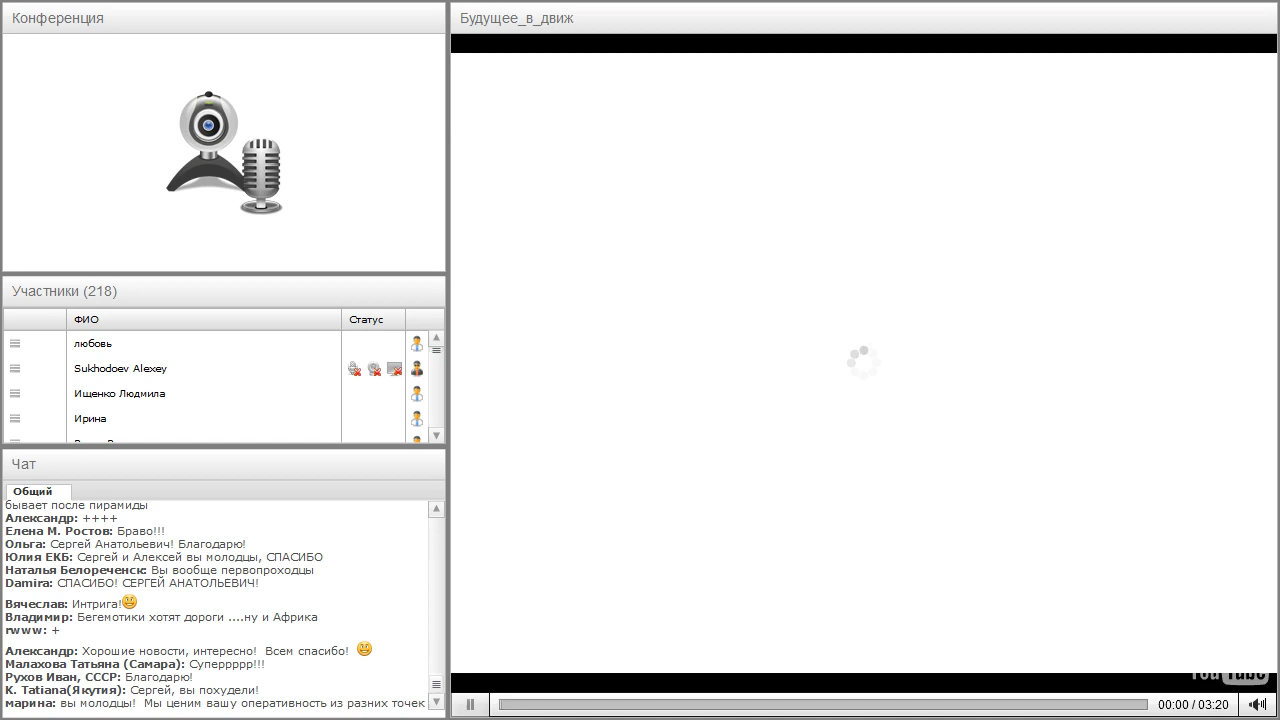 Конференция
Будущее_в_движ
Участники (218)
ФИО
Статус
любовь
Sukhodoev Alexey
Ищенко Людмила
Ирина
Чат
Общий
бывает после пирамиды
Александр: ++++
Елена М. Ростов: Браво!!!
Ольга: Сергей Анатольевич! Благодарю!
Юлия ЕКБ: Сергей и Алексей вы молодцы, СПАСИБО
Наталья Белореченск: Вы вообще первопроходцы
Damira: СПАСИБО! СЕРГЕЙ АНАТОЛЬЕВИЧ!
Вячеслав: Интрига!
Владимир: Бегемотики хотят дороги ....ну и Африка
rwww: +
Александр: Хорошие новости, интересно!  Всем спасибо!
Малахова Татьяна (Самара): Суперрррр!!!
Рухов Иван, СССР: Благодарю!
K. Tatiana(Якутия): Сергей, вы похудели!
марина: вы молодцы!  Мы ценим вашу оперативность из разных точек
YouTube
00:00 / 03:20